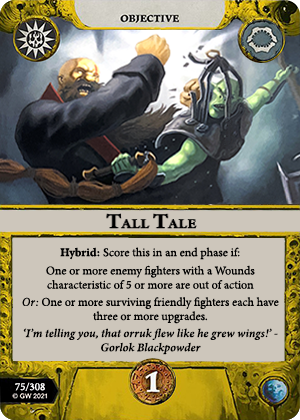 OBJECTIVE
TALL TALE
Hybrid: Score this in an end phase if:
One or more enemy fighters with a Wounds
characteristic of 5 or more are out of action
Or: One or more surviving friendly fighters each have
three or more upgrades.
‘I’m telling you, that orruk flew like he grew wings!’ -
Gorlok Blackpowder
75/308
© GW 2021
1